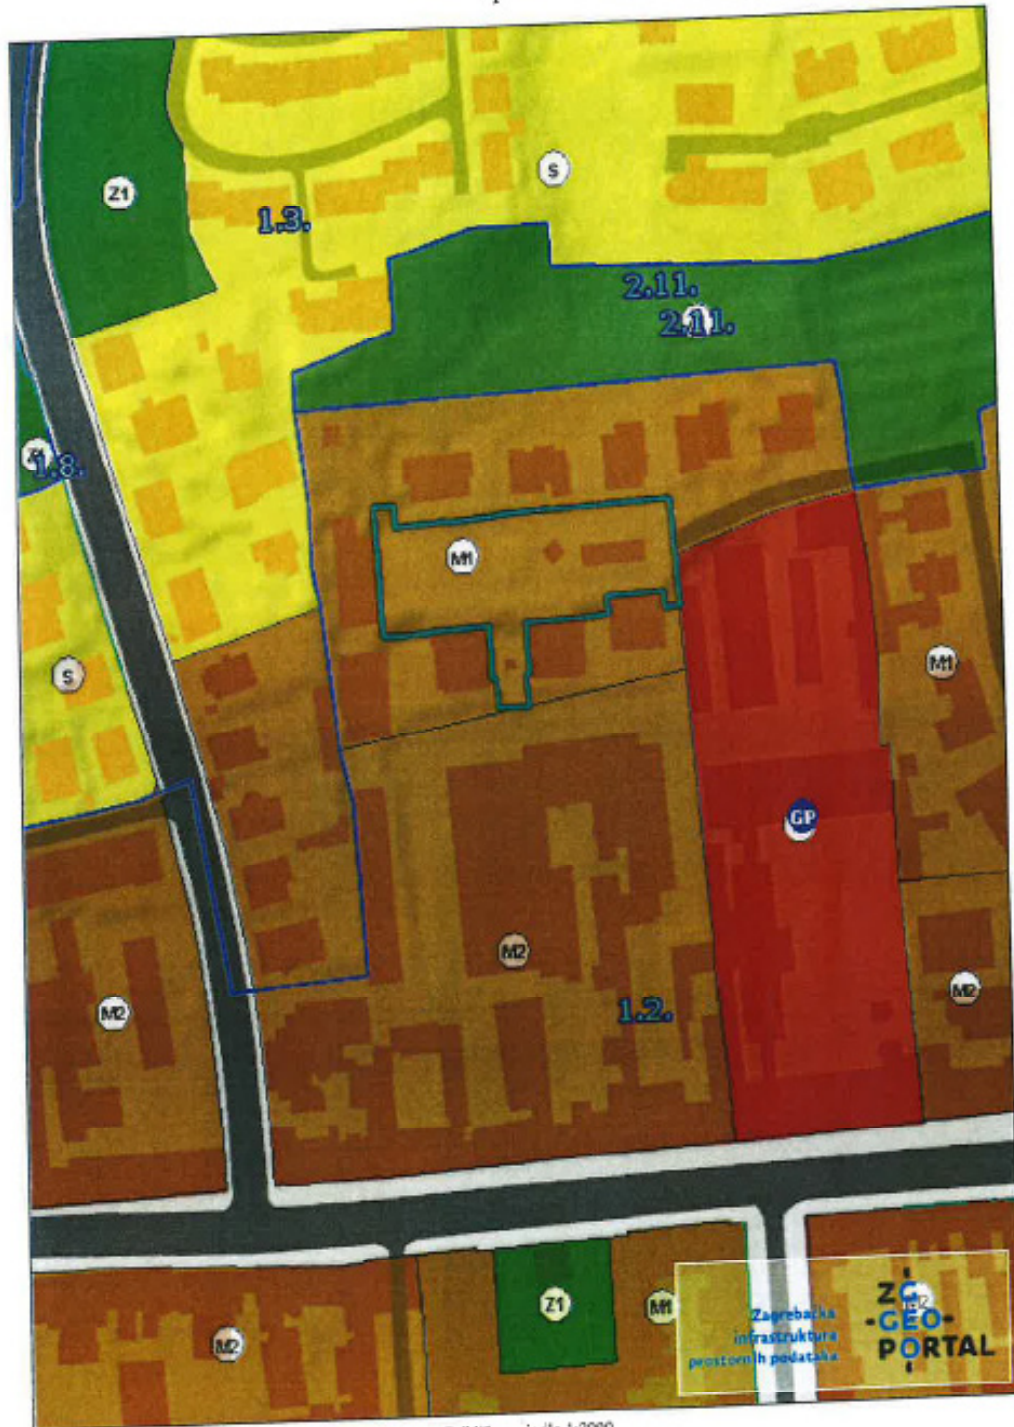 Z1
S
1.3.
2.11.
2.11.
1.8.
M1
S
M1
GP
M2
M2
M2
1.2.
Z1
M1
M2
Zagrebačka
infrastruktura
prostornih podataka
ZG
-GEO-
PORTAL